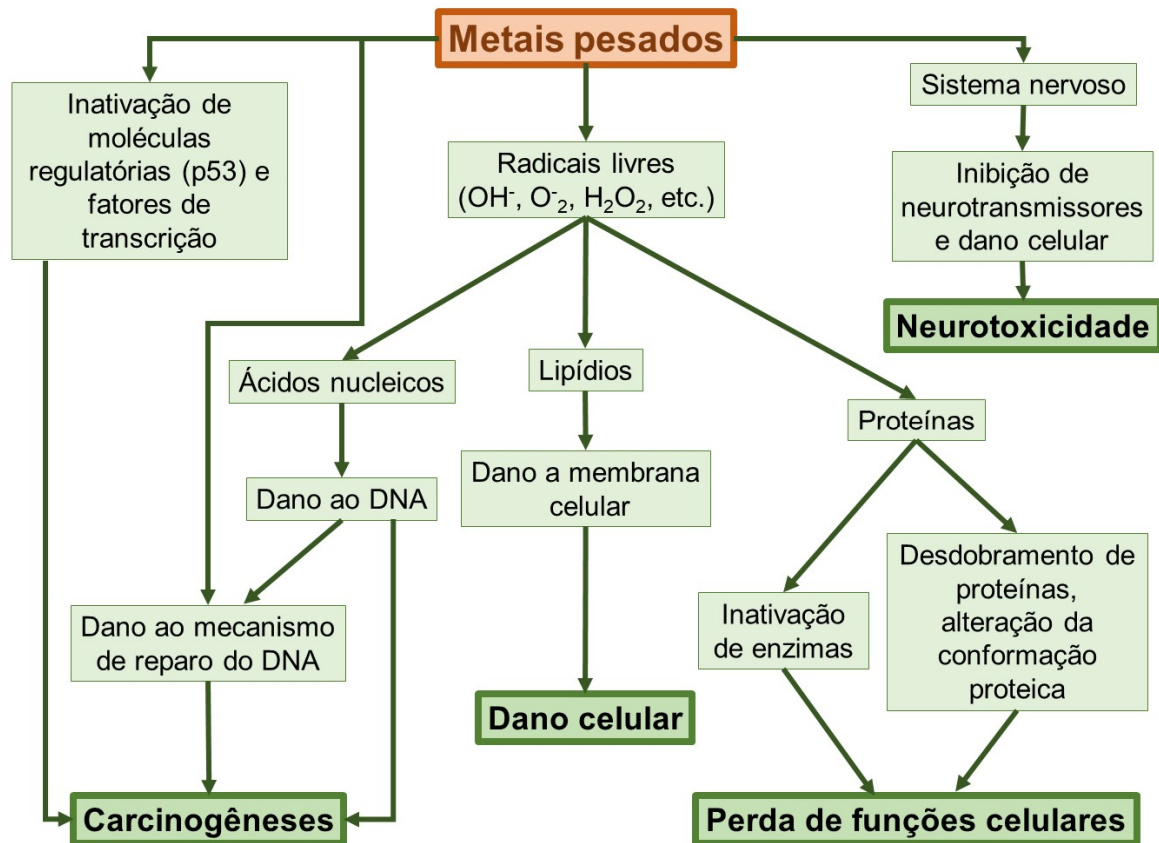 Metais pesados
Inativação de
moléculas
regulatórias (p53) e
fatores de
transcrição
Radicais livres
(OH⁻, O⁻₂, H₂O₂, etc.)
Sistema nervoso
Inibição de
neurotransmissores
e dano celular
Neurotoxicidade
Ácidos nucleicos
Lipídios
Proteínas
Dano ao DNA
Dano a membrana
celular
Dano ao mecanismo
de reparo do DNA
Inativação
de enzimas
Desdobramento de
proteínas,
alteração da
conformação
proteica
Dano celular
Carcinogêneses
Perda de funções celulares